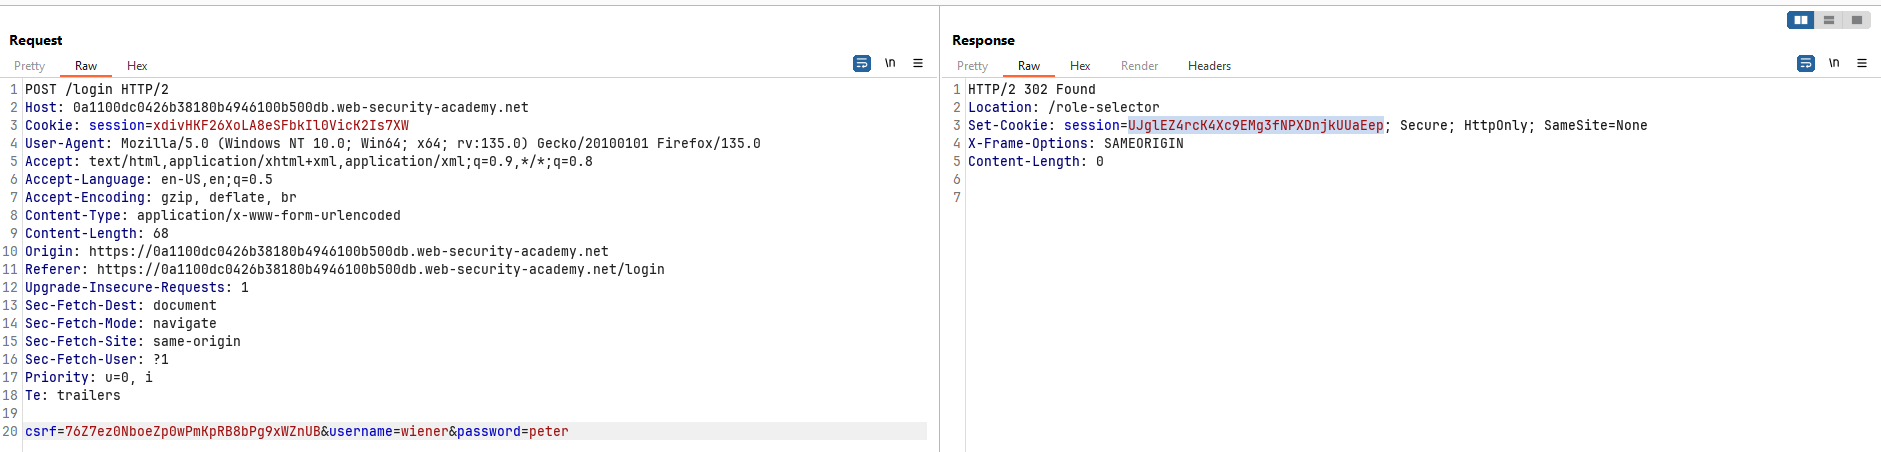 Request
Pretty Raw Hex \n
1 POST /login HTTP/2
2 Host: 0a1100dc0426b38180b4946100b500db.web-security-academy.net
3 Cookie: session=xdivHKF26XoLA8eSFbkIl0VicK2Is7XW
4 User-Agent: Mozilla/5.0 (Windows NT 10.0; Win64; x64; rv:135.0) Gecko/20100101 Firefox/135.0
5 Accept: text/html,application/xhtml+xml,application/xml;q=0.9,*/*;q=0.8
6 Accept-Language: en-US,en;q=0.5
7 Accept-Encoding: gzip, deflate, br
8 Content-Type: application/x-www-form-urlencoded
9 Content-Length: 68
10 Origin: https://0a1100dc0426b38180b4946100b500db.web-security-academy.net
11 Referer: https://0a1100dc0426b38180b4946100b500db.web-security-academy.net/login
12 Upgrade-Insecure-Requests: 1
13 Sec-Fetch-Dest: document
14 Sec-Fetch-Mode: navigate
15 Sec-Fetch-Site: same-origin
16 Sec-Fetch-User: ?1
17 Priority: u=0, i
18 Te: trailers
19
20 csrf=76Z7ez0NboeZp0wPmKpRB8bPg9xWZnUB&username=wiener&password=peter
Response
Pretty Raw Hex Render Headers \n
1 HTTP/2 302 Found
2 Location: /role-selector
3 Set-Cookie: session=UJglEZ4rcK4Xc9EMg3fNPXDnjkUUaEep; Secure; HttpOnly; SameSite=None
4 X-Frame-Options: SAMEORIGIN
5 Content-Length: 0
6
7